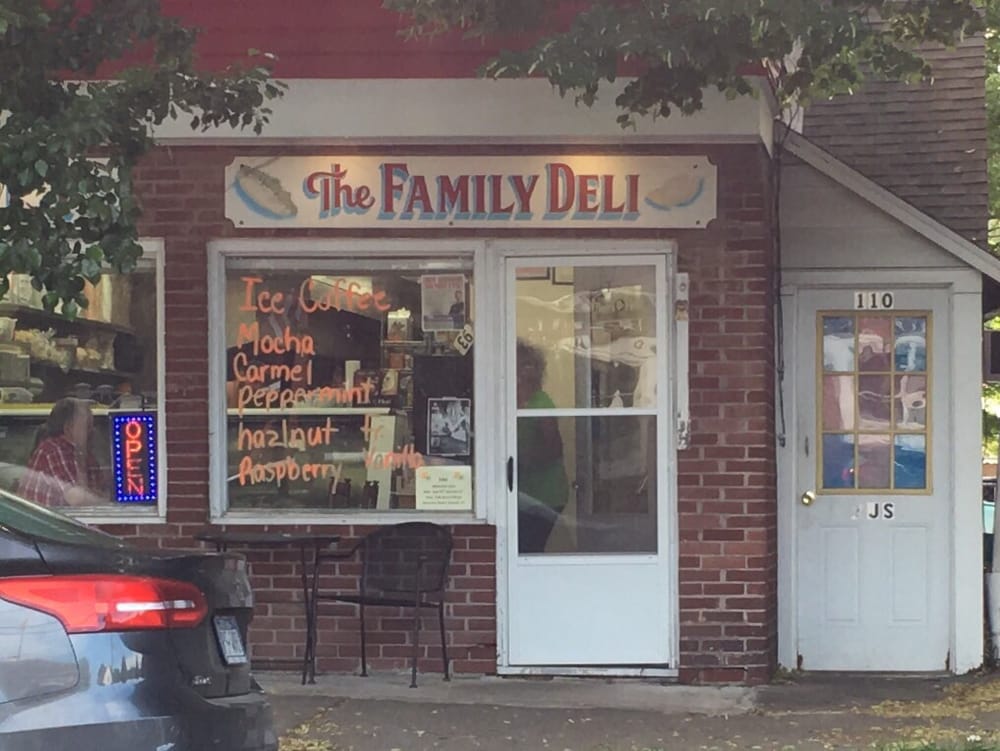 The FAMILY DELI
Ice Coffee
Mocha
Carmel
peppermint
hazlnut
Raspberry Vanilla
OPEN
110
JS